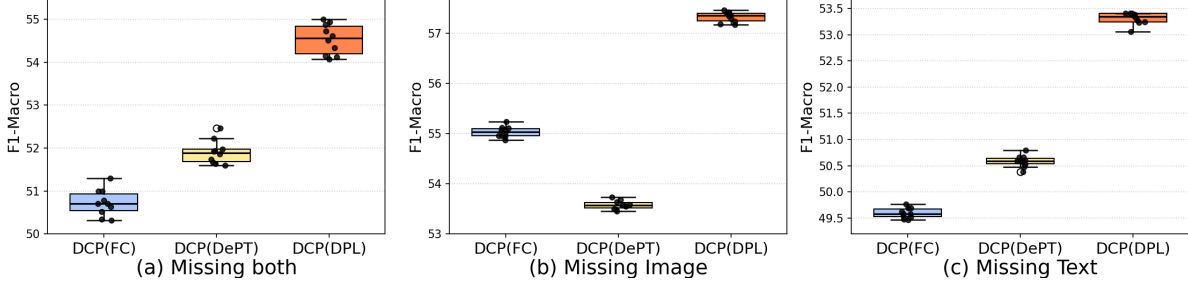 F1-Macro
55
54
53
52
51
50
DCP(FC) DCP(DePT) DCP(DPL)
(a) Missing both
F1-Macro
57
56
55
54
53
DCP(FC) DCP(DePT) DCP(DPL)
(b) Missing Image
F1-Macro
53.5
53.0
52.5
52.0
51.5
51.0
50.5
50.0
49.5
DCP(FC) DCP(DePT) DCP(DPL)
(c) Missing Text